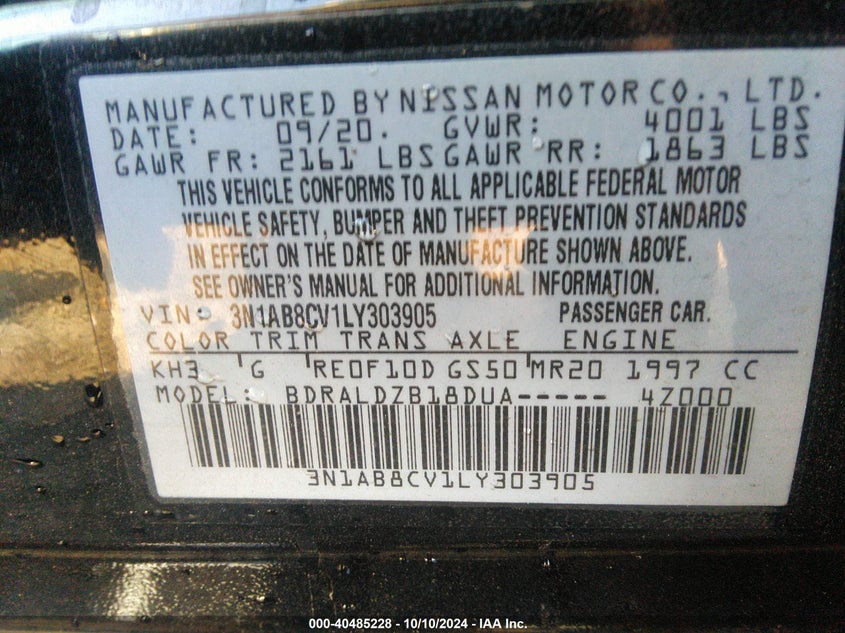 MANUFACTURED BY NISSAN MOTOR CO., LTD.
DATE: 09/20. GVWR: 4001 LBS
GAWR FR: 2161 LBS GAWR RR: 1863 LBS
THIS VEHICLE CONFORMS TO ALL APPLICABLE FEDERAL MOTOR
VEHICLE SAFETY, BUMPER AND THEFT PREVENTION STANDARDS
IN EFFECT ON THE DATE OF MANUFACTURE SHOWN ABOVE.
SEE OWNER'S MANUAL FOR ADDITIONAL INFORMATION.
VIN: 3N1AB8CV1LY303905 PASSENGER CAR.
COLOR TRIM TRANS AXLE ENGINE
KH3 G RE0F10D GS50 MR20 1997 CC
MODEL: BDRALDZB18DUA----- 4Z000
3N1AB8CV1LY303905
000-40485228 - 10/10/2024 - IAA Inc.